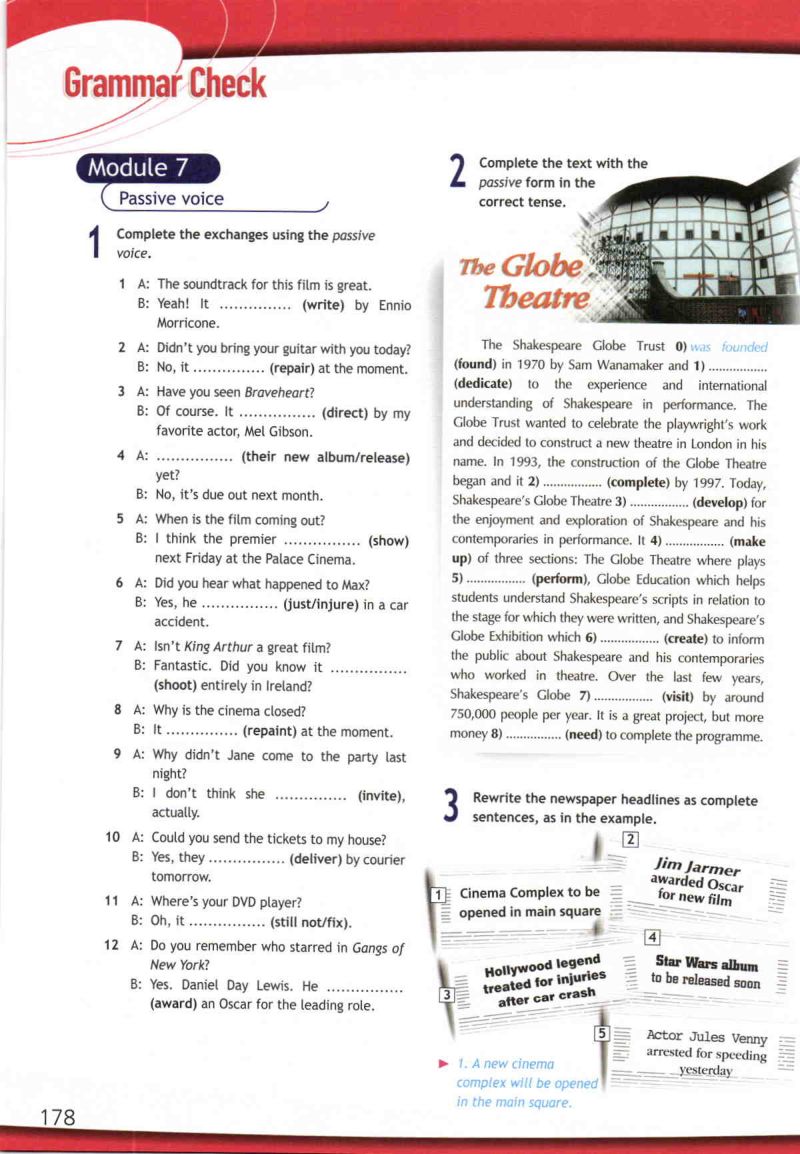 Grammar Check
Module 7
Passive voice
1 Complete the exchanges using the passive
voice.
1 A: The soundtrack for this film is great.
B: Yeah! It ............... (write) by Ennio
Morricone.
2 A: Didn't you bring your guitar with you today?
B: No, it ............... (repair) at the moment.
3 A: Have you seen Braveheart?
B: Of course. It ................ (direct) by my
favorite actor, Mel Gibson.
4 A: ................ (their new album/release)
yet?
B: No, it's due out next month.
5 A: When is the film coming out?
B: I think the premier ................ (show)
next Friday at the Palace Cinema.
6 A: Did you hear what happened to Max?
B: Yes, he ................ (just/injure) in a car
accident.
7 A: Isn't King Arthur a great film?
B: Fantastic. Did you know it ................
(shoot) entirely in Ireland?
8 A: Why is the cinema closed?
B: It ............... (repaint) at the moment.
9 A: Why didn't Jane come to the party last
night?
B: I don't think she ............... (invite),
actually.
10 A: Could you send the tickets to my house?
B: Yes, they ................ (deliver) by courier
tomorrow.
11 A: Where's your DVD player?
B: Oh, it ................ (still not/fix).
12 A: Do you remember who starred in Gangs of
New York?
B: Yes. Daniel Day Lewis. He ................
(award) an Oscar for the leading role.
2 Complete the text with the
passive form in the
correct tense.
The Globe
Theatre
The Shakespeare Globe Trust 0) was founded
(found) in 1970 by Sam Wanamaker and 1) .................
(dedicate) to the experience and international
understanding of Shakespeare in performance. The
Globe Trust wanted to celebrate the playwright's work
and decided to construct a new theatre in London in his
name. In 1993, the construction of the Globe Theatre
began and it 2) ................. (complete) by 1997. Today,
Shakespeare's Globe Theatre 3) ................. (develop) for
the enjoyment and exploration of Shakespeare and his
contemporaries in performance. It 4) ................. (make
up) of three sections: The Globe Theatre where plays
5) ................. (perform), Globe Education which helps
students understand Shakespeare's scripts in relation to
the stage for which they were written, and Shakespeare's
Globe Exhibition which 6) ................. (create) to inform
the public about Shakespeare and his contemporaries
who worked in theatre. Over the last few years,
Shakespeare's Globe 7) ................. (visit) by around
750,000 people per year. It is a great project, but more
money 8) ................ (need) to complete the programme.
3 Rewrite the newspaper headlines as complete
sentences, as in the example.
1
Cinema Complex to be
opened in main square
2
Jim Jarmer
awarded Oscar
for new film
3
Hollywood legend
treated for injuries
after car crash
4
Star Wars album
to be released soon
5
Actor Jules Venny
arrested for speeding
yesterday
► 1. A new cinema
complex will be opened
in the main square.
178